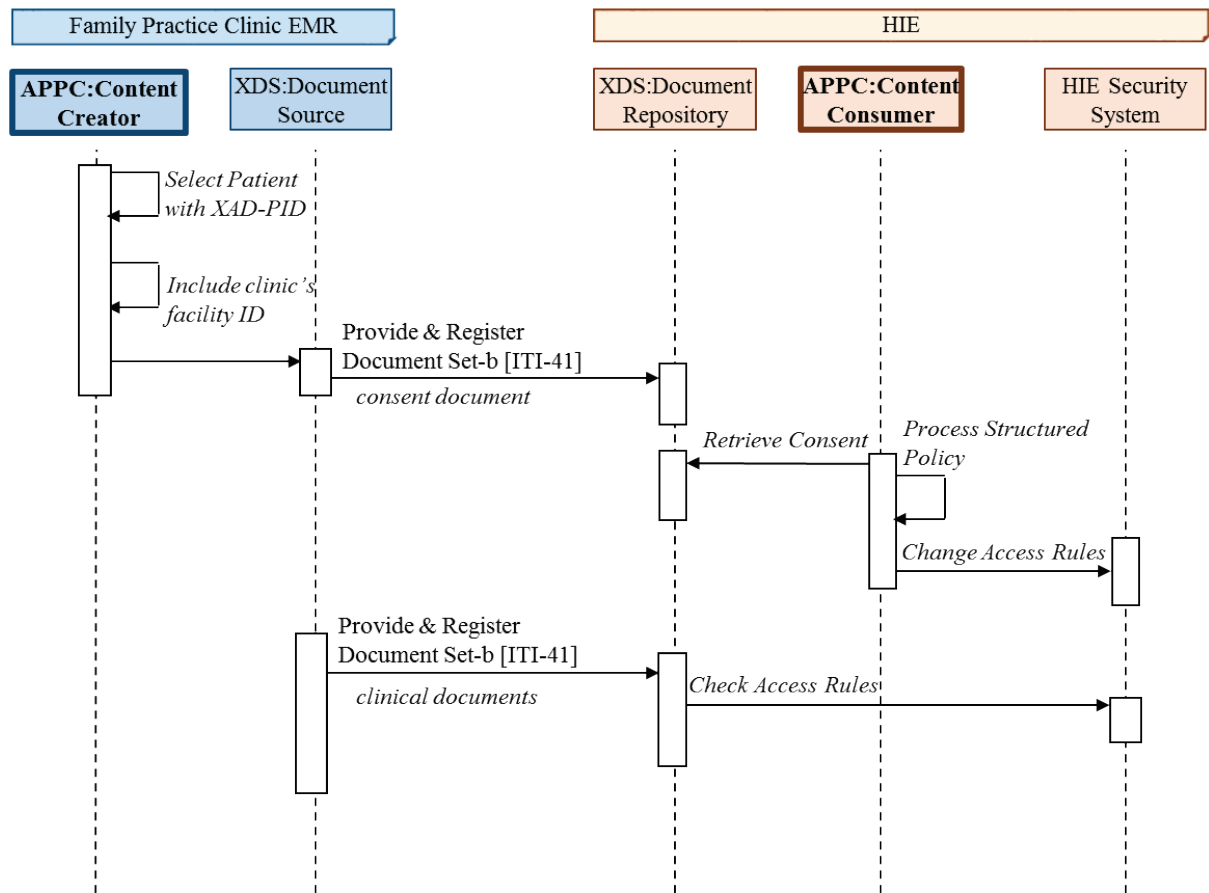 Family Practice Clinic EMR
HIE
APPC:Content
Creator
XDS:Document
Source
XDS:Document
Repository
APPC:Content
Consumer
HIE Security
System
Select Patient
with XAD-PID
Include clinic’s
facility ID
Provide & Register
Document Set-b [ITI-41]
consent document
Retrieve Consent
Process Structured
Policy
Change Access Rules
Provide & Register
Document Set-b [ITI-41]
clinical documents
Check Access Rules